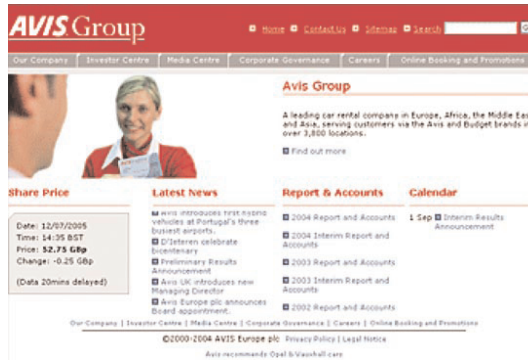 AVIS Group
Home Contact Us Sitemap Search
Our Company Investor Centre Media Centre Corporate Governance Careers Online Booking and Promotions
Avis Group
A leading car rental company in Europe, Africa, the Middle Eas
and Asia, serving customers via the Avis and Budget brands i
over 3,800 locations.
Find out more
Share Price
Date: 12/07/2005
Time: 14:35 BST
Price: 52.75 GBp
Change: -0.25 GBp
(Data 20mins delayed)
Latest News
Avis introduces first hybrid
vehicles at Portugal's three
busiest airports.
D'Ieteren celebrate
bicentenary
Preliminary Results
Announcement
Avis UK introduces new
Managing Director
Avis Europe plc announces
Board appointment.
Report & Accounts
2004 Report and Accounts
2004 Interim Report and
Accounts
2003 Report and Accounts
2003 Interim Report and
Accounts
2002 Report and Accounts
Calendar
1 Sep Interim Results
Announcement
Our Company | Investor Centre | Media Centre | Corporate Governance | Careers | Online Booking and Promotions
©2000-2004 AVIS Europe plc Privacy Policy | Legal Notice
Avis recommends Opel & Vauxhall cars